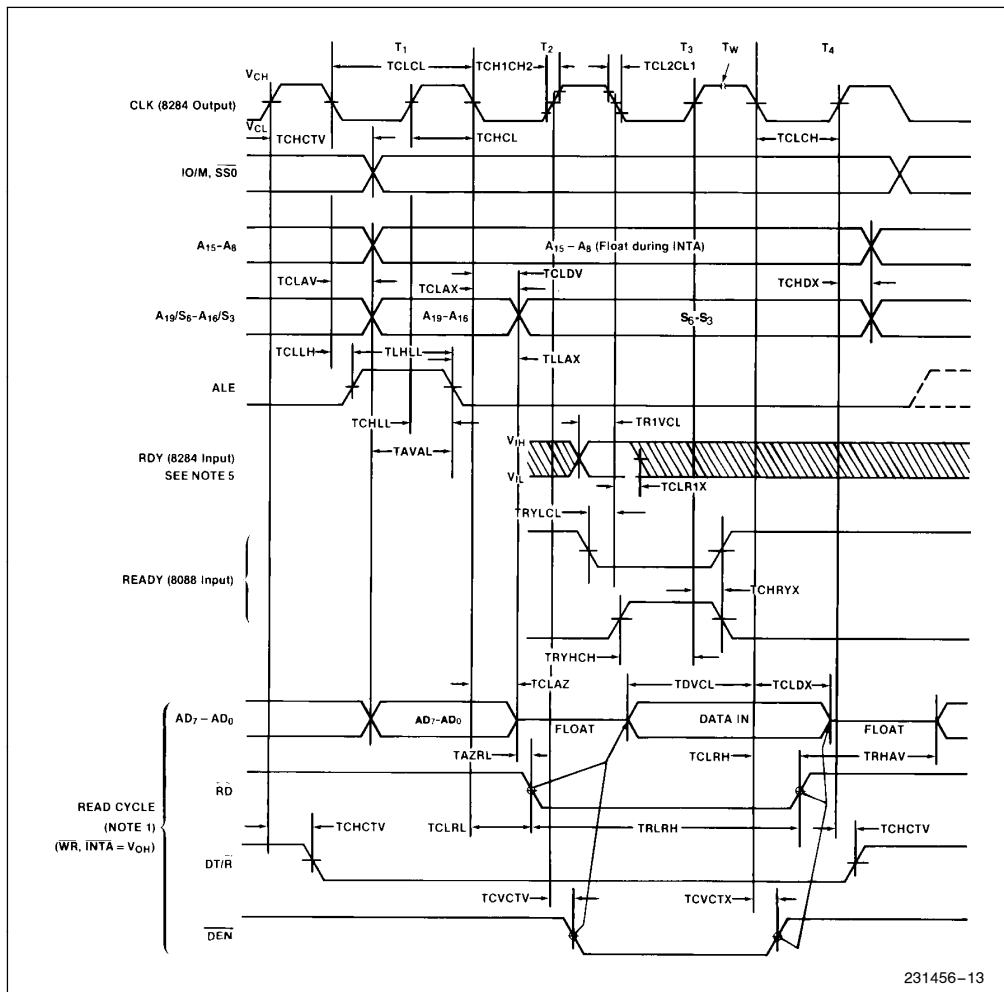 T1 T2 T3 TW T4
TCLCL TCH1CH2 TCL2CL1
VCH
CLK (8284 Output)
VCL
TCHCTV TCHCL TCLCH
IO/M, SS0
A15-A8 A15 – A8 (Float during INTA)
TCLDV
TCLAV TCLAX TCHDX
A19/S6-A16/S3 A19-A16 S6-S3
TCLLH TLHLL TLLAX
ALE
TCHLL TR1VCL
TAVAL
RDY (8284 Input) VIH
SEE NOTE 5 VIL
TCLR1X
TRYLCL
READY (8088 Input)
TCHRYX
TRYHCH
TCLAZ TDVCL TCLDX
AD7 – AD0 AD7-AD0 FLOAT DATA IN FLOAT
TAZRL TCLRH TRHAV
RD
READ CYCLE
(NOTE 1)
(WR, INTA = VOH)
TCLRL TRLRH TCHCTV
TCHCTV
DT/R
TCVCTV TCVCTX
DEN
231456–13